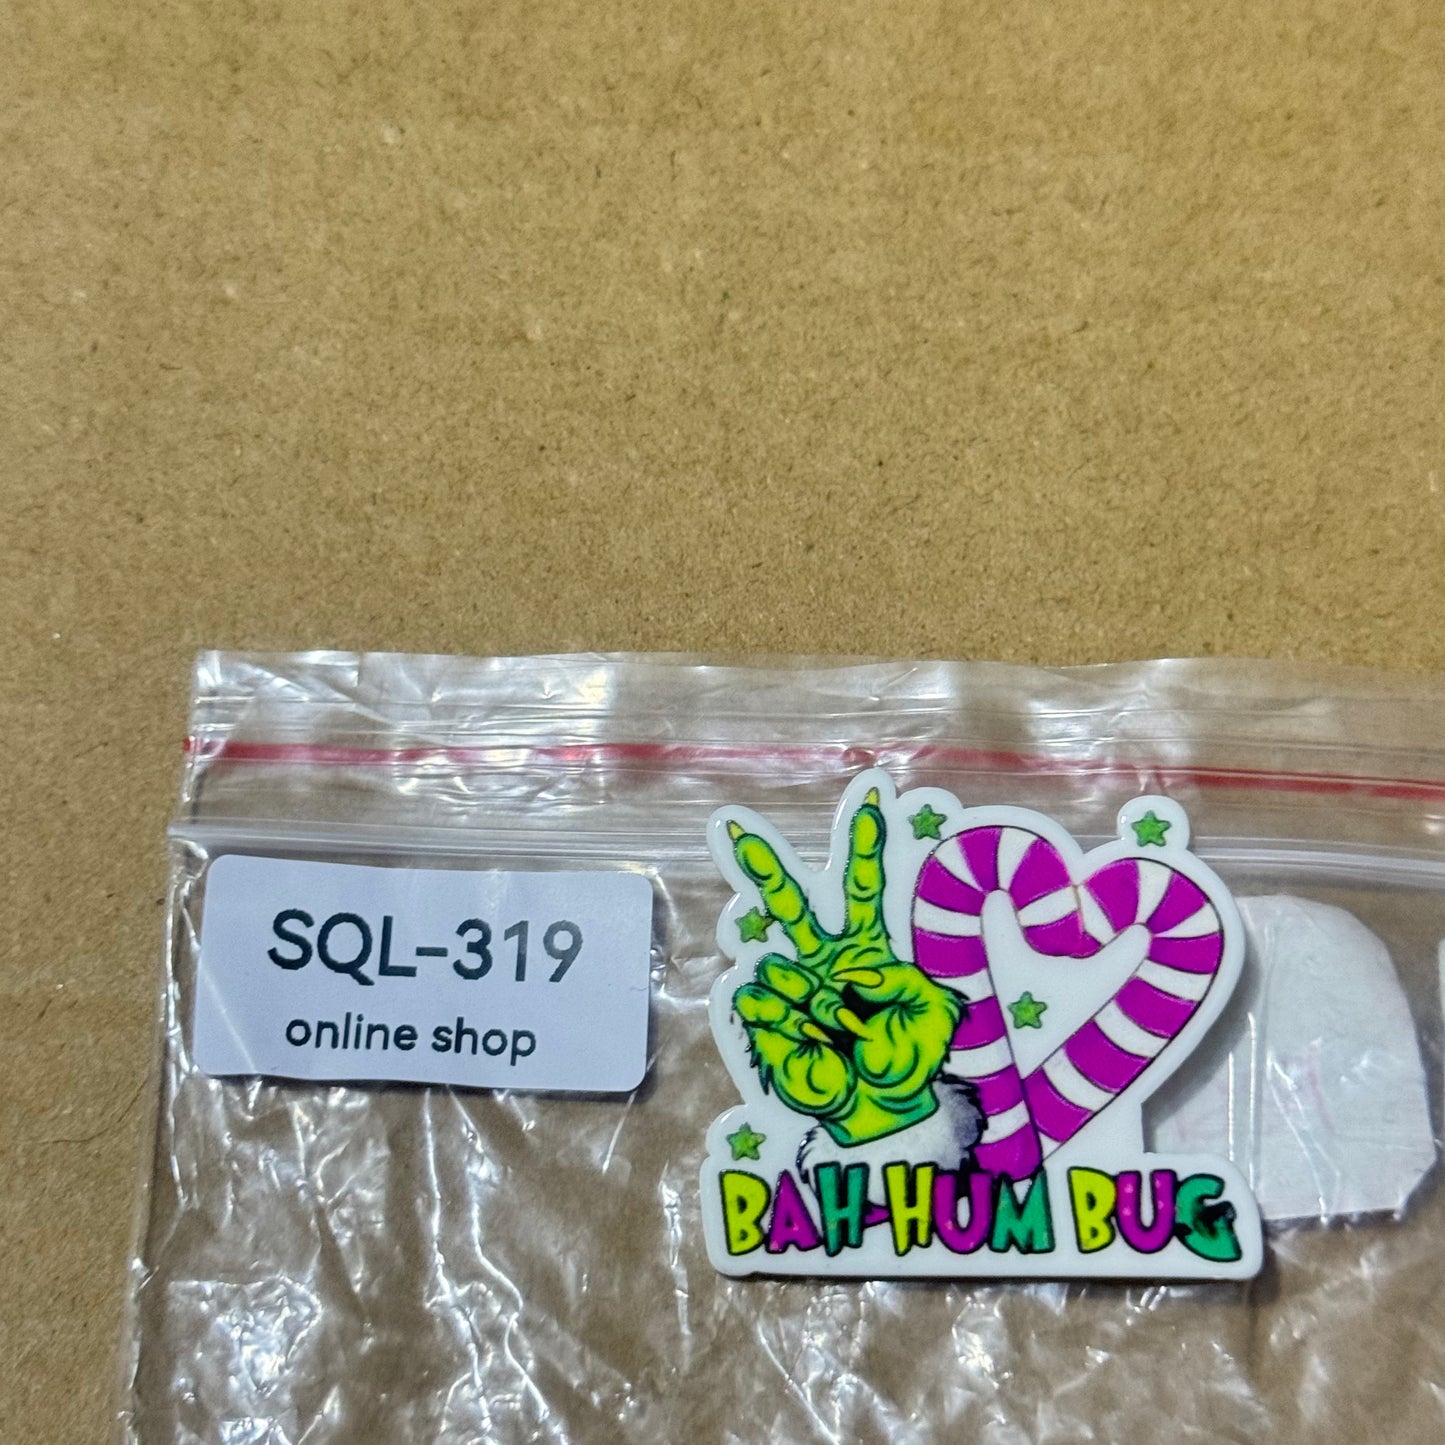 SQL-319
online shop
BAH-HUM BUG